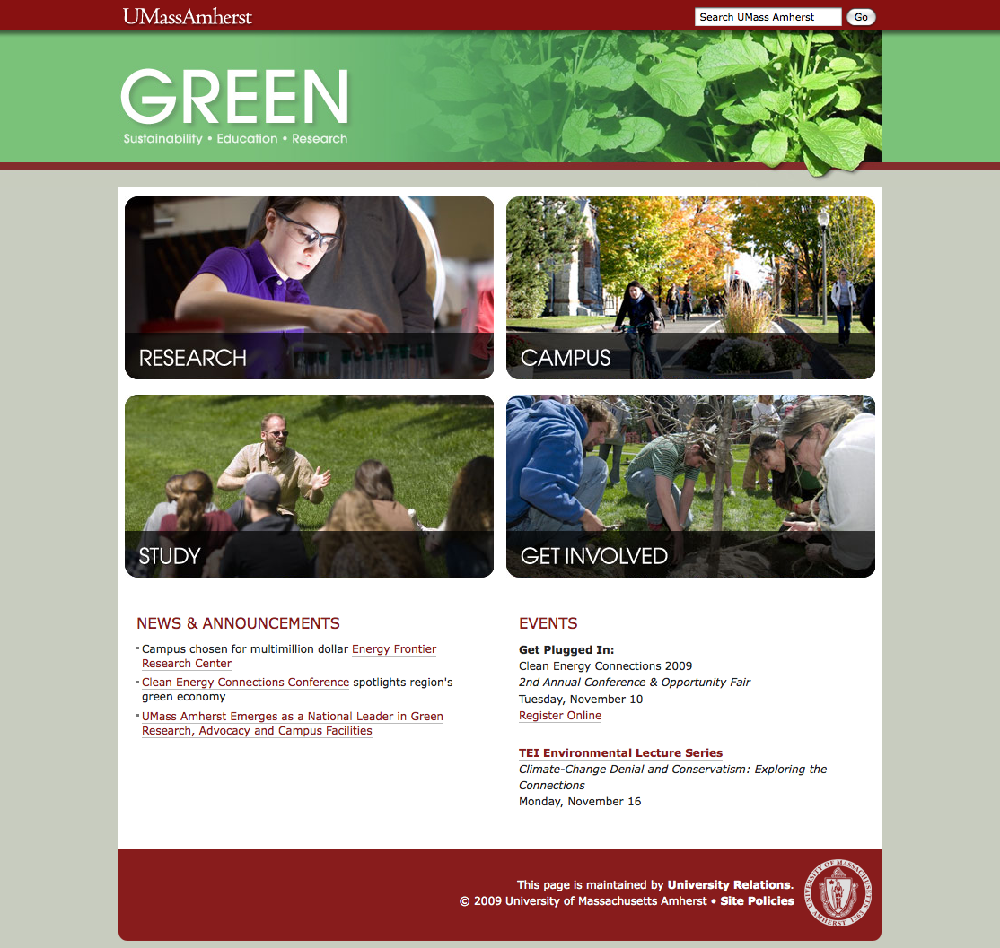 UMassAmherst
Search UMass Amherst
Go
GREEN
Sustainability • Education • Research
RESEARCH
CAMPUS
STUDY
GET INVOLVED
NEWS & ANNOUNCEMENTS
Campus chosen for multimillion dollar Energy Frontier
Research Center
Clean Energy Connections Conference spotlights region's
green economy
UMass Amherst Emerges as a National Leader in Green
Research, Advocacy and Campus Facilities
EVENTS
Get Plugged In:
Clean Energy Connections 2009
2nd Annual Conference & Opportunity Fair
Tuesday, November 10
Register Online
TEI Environmental Lecture Series
Climate-Change Denial and Conservatism: Exploring the
Connections
Monday, November 16
This page is maintained by University Relations.
© 2009 University of Massachusetts Amherst • Site Policies
UNIVERSITY OF MASSACHUSETTS
AMHERST 1863